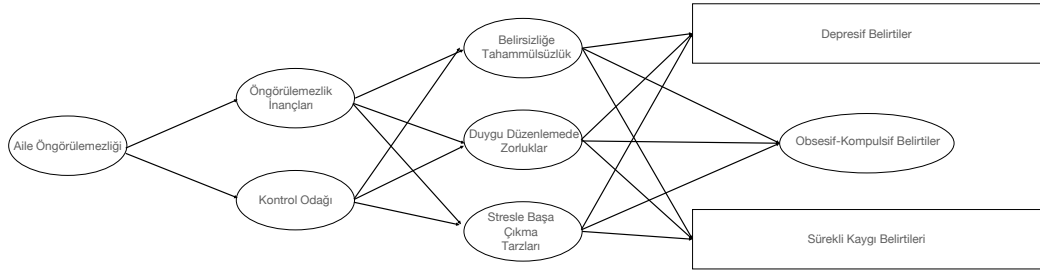 Aile Öngörülemezliği
Öngörülemezlik
İnançları
Kontrol Odağı
Belirsizliğe
Tahammülsüzlük
Duygu Düzenlemede
Zorluklar
Stresle Başa
Çıkma
Tarzları
Depresif Belirtiler
Obsesif-Kompulsif Belirtiler
Sürekli Kaygı Belirtileri